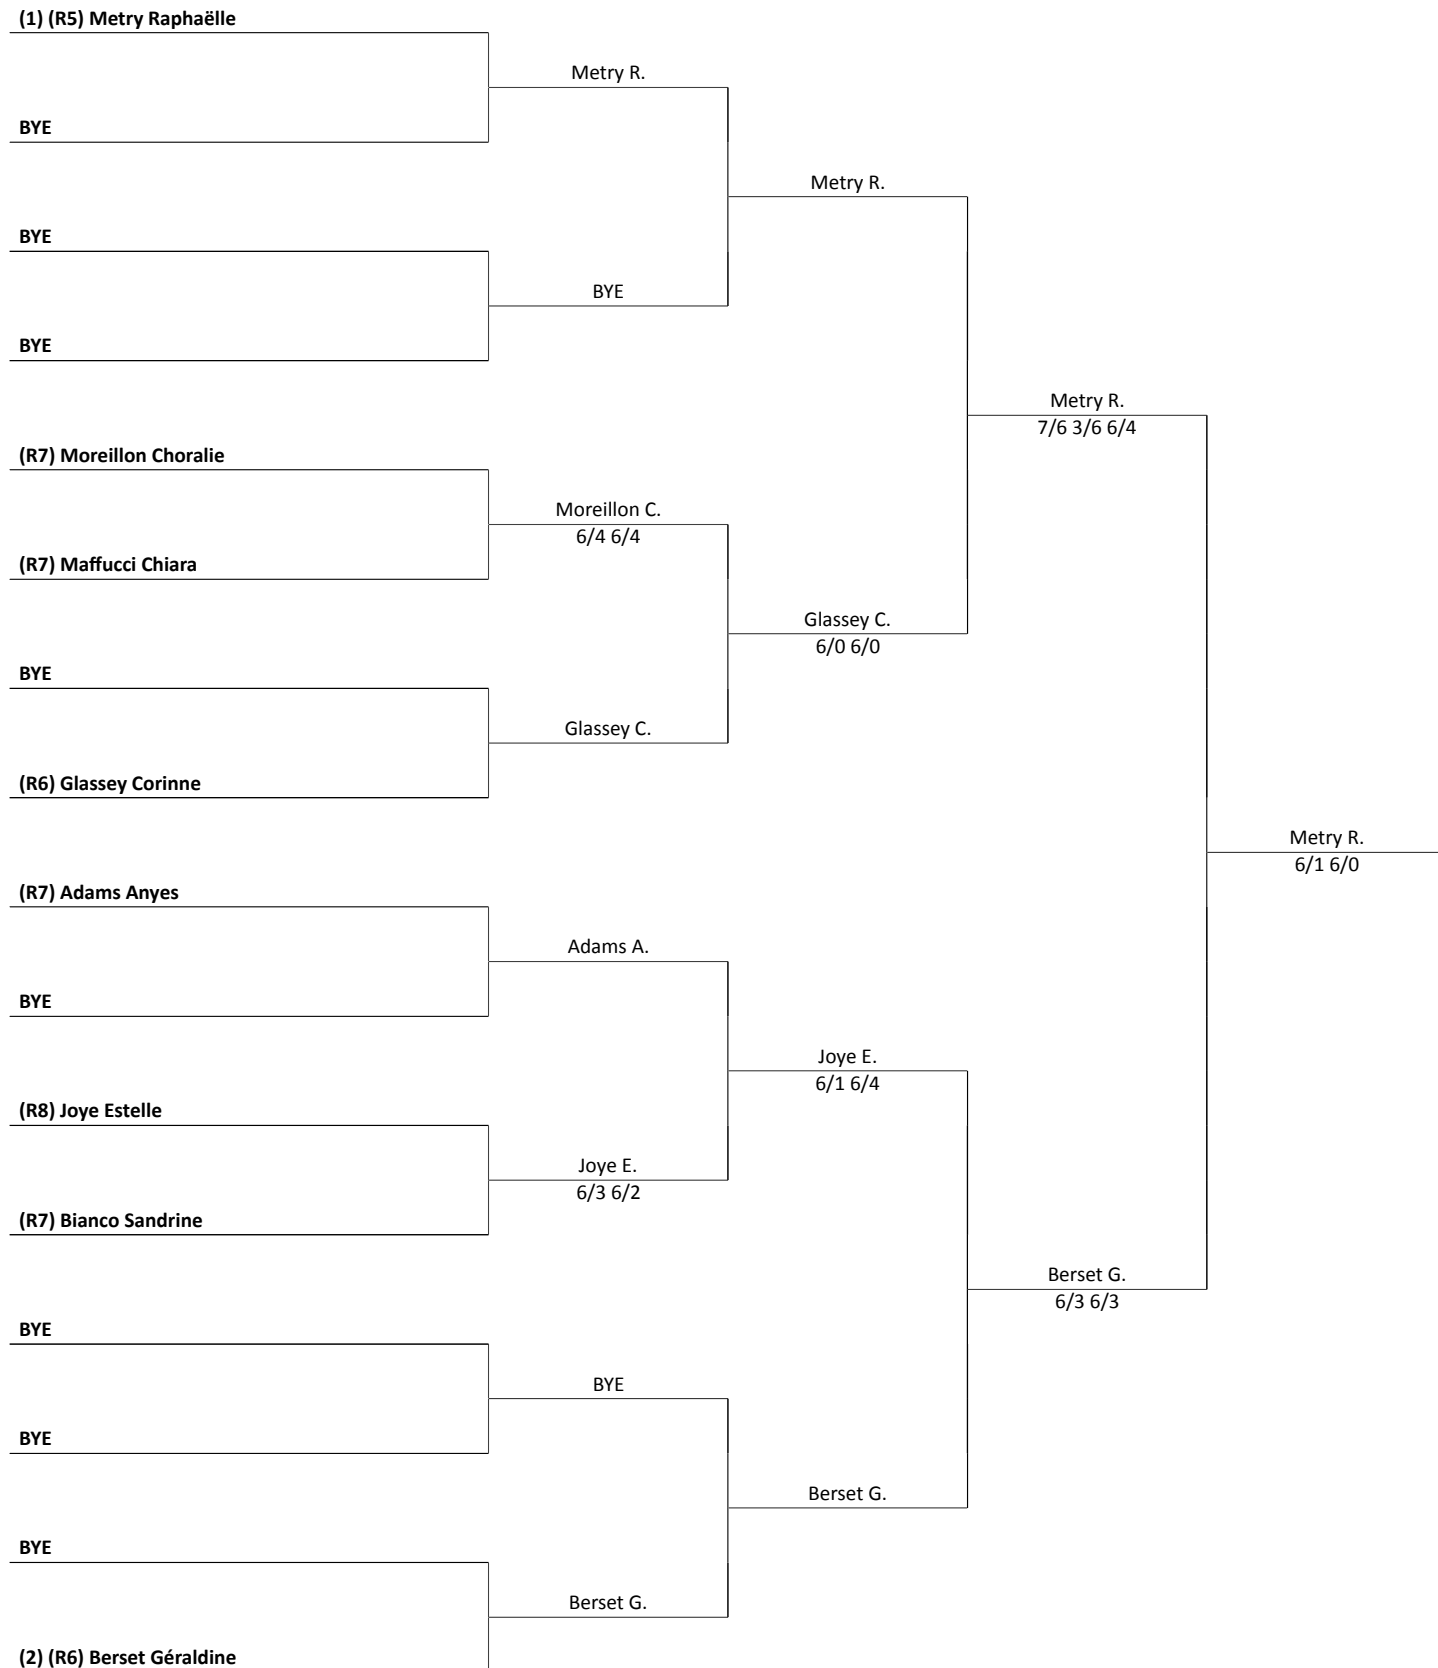 (1) (R5) Metry Raphaëlle
Metry R.
BYE
Metry R.
BYE
BYE
BYE
Metry R.
7/6 3/6 6/4
(R7) Moreillon Choralie
Moreillon C.
6/4 6/4
(R7) Maffucci Chiara
Glassey C.
6/0 6/0
BYE
Glassey C.
(R6) Glassey Corinne
Metry R.
6/1 6/0
(R7) Adams Anyes
Adams A.
BYE
Joye E.
6/1 6/4
(R8) Joye Estelle
Joye E.
6/3 6/2
(R7) Bianco Sandrine
Berset G.
6/3 6/3
BYE
BYE
BYE
Berset G.
BYE
Berset G.
(2) (R6) Berset Géraldine